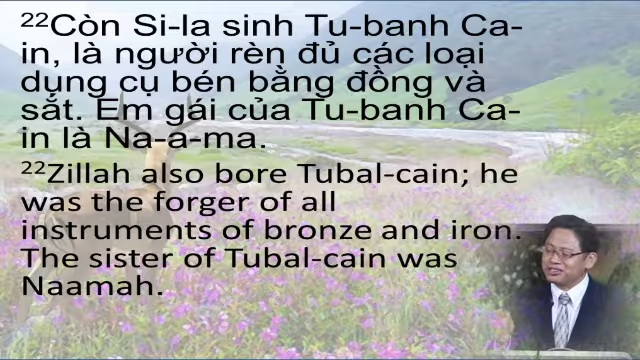 22Còn Si-la sinh Tu-banh Ca-
in, là người rèn đủ các loại
dụng cụ bén bằng đồng và
sắt. Em gái của Tu-banh Ca-
in là Na-a-ma.
22Zillah also bore Tubal-cain; he
was the forger of all
instruments of bronze and iron.
The sister of Tubal-cain was
Naamah.